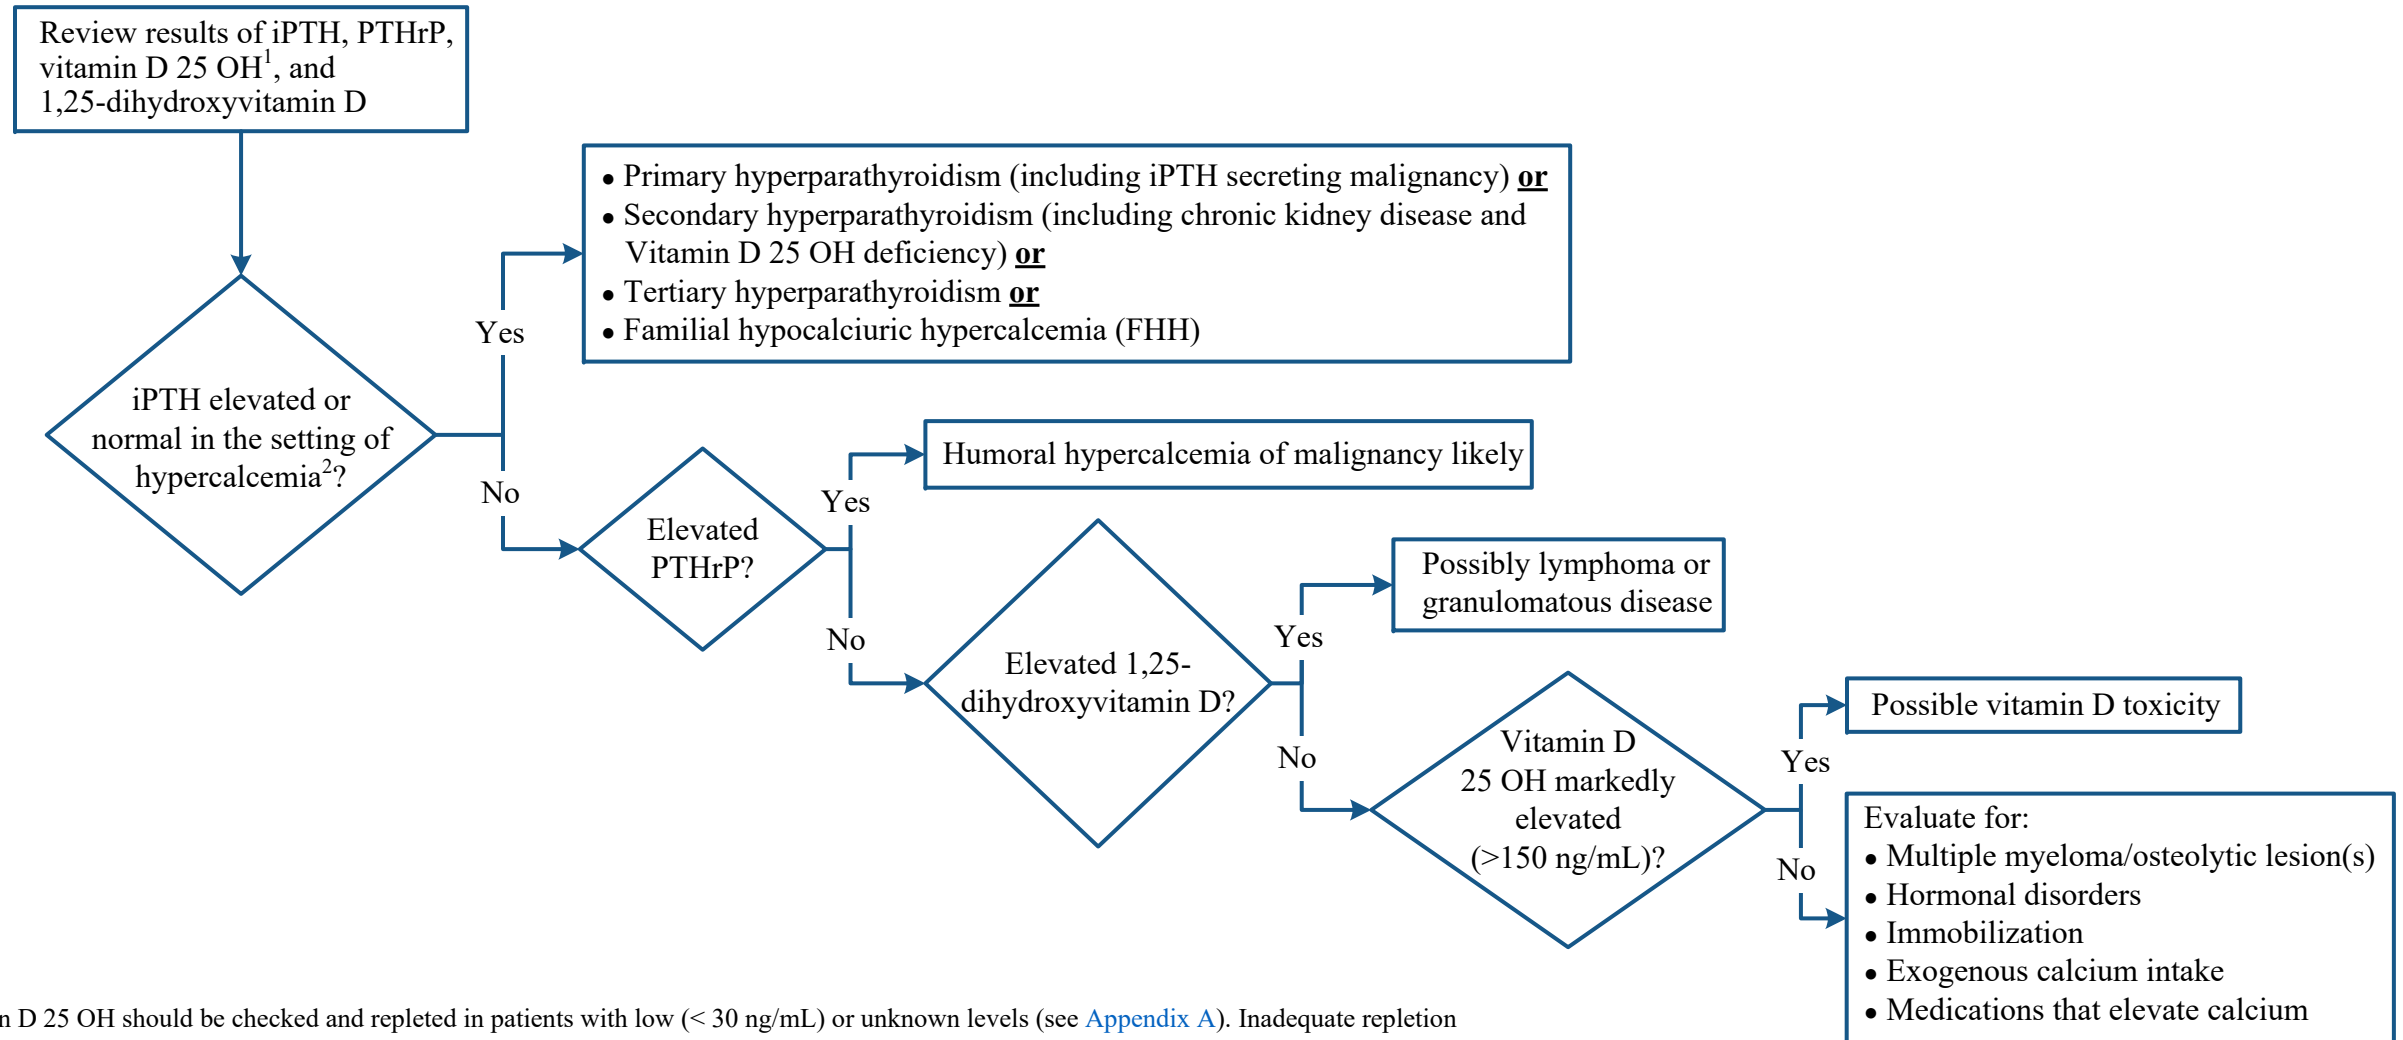 Review results of iPTH, PTHrP,
vitamin D 25 OH¹, and
1,25-dihydroxyvitamin D
• Primary hyperparathyroidism (including iPTH secreting malignancy) or
• Secondary hyperparathyroidism (including chronic kidney disease and
Vitamin D 25 OH deficiency) or
• Tertiary hyperparathyroidism or
• Familial hypocalciuric hypercalcemia (FHH)
Yes
iPTH elevated or
normal in the setting of
hypercalcemia²?
No
Humoral hypercalcemia of malignancy likely
Yes
Elevated
PTHrP?
No
Possibly lymphoma or
granulomatous disease
Yes
Elevated 1,25-
dihydroxyvitamin D?
No
Possible vitamin D toxicity
Yes
Vitamin D
25 OH markedly
elevated
(>150 ng/mL)?
No
Evaluate for:
• Multiple myeloma/osteolytic lesion(s)
• Hormonal disorders
• Immobilization
• Exogenous calcium intake
• Medications that elevate calcium
D 25 OH should be checked and repleted in patients with low (< 30 ng/mL) or unknown levels (see Appendix A). Inadequate repletion